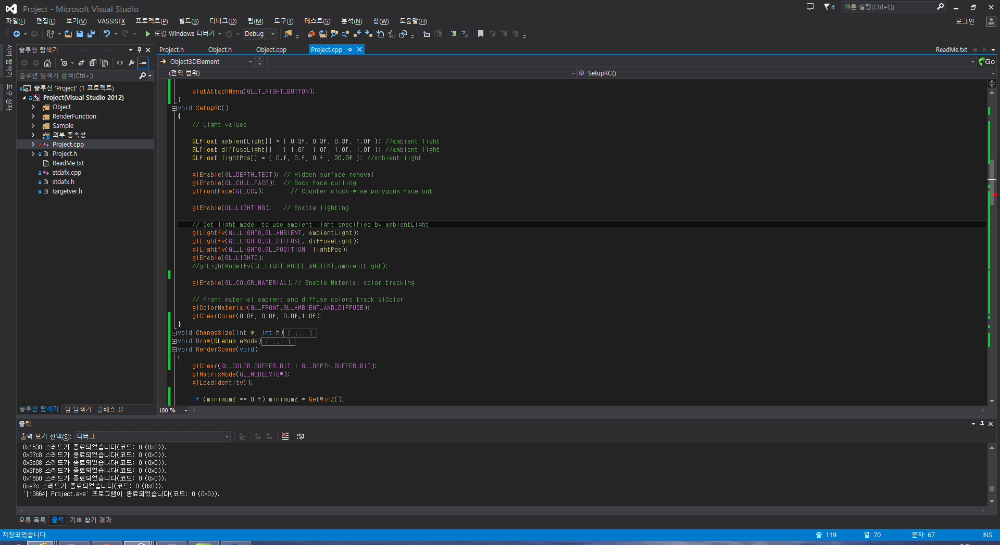 Project - Microsoft Visual Studio
4
빠른 실행(Ctrl+Q)
파일(F) 편집(E) 보기(V) VASSISTX 프로젝트(P) 빌드(B) 디버그(D) 팀(M) 도구(T) 테스트(S) 분석(N) 창(W) 도움말(H)
로그인
로컬 Windows 디버거
Debug
서버 탐색기
도구 상자
솔루션 탐색기
솔루션 탐색기 검색(Ctrl+;)
솔루션 'Project' (1 프로젝트)
Project(Visual Studio 2012)
Object
RenderFunction
Sample
외부 종속성
Project.cpp
Project.h
ReadMe.txt
stdafx.cpp
stdafx.h
targetver.h
솔루션 탐색기 팀 탐색기 클래스 뷰
Project.h Object.h Object.cpp Project.cpp
ReadMe.txt
Object3DElement
Go
(전역 범위)
SetupRC()
glutAttachMenu(GLUT_RIGHT_BUTTON);
}
void SetupRC()
{
// Light values
GLfloat ambientLight[] = { 0.3f, 0.3f, 0.3f, 1.0f }; //ambient light
GLfloat diffuseLight[] = { 1.0f, 1.0f, 1.0f, 1.0f }; //ambient light
GLfloat lightPos[] = { 0.f, 0.f, 0.f , 20.0f }; //ambient light
glEnable(GL_DEPTH_TEST); // Hidden surface removal
glEnable(GL_CULL_FACE); // Back face culling
glFrontFace(GL_CCW); // Counter clock-wise polygons face out
glEnable(GL_LIGHTING); // Enable lighting
// Set light model to use ambient light specified by ambientLight
glLightfv(GL_LIGHT0,GL_AMBIENT, ambientLight);
glLightfv(GL_LIGHT0,GL_DIFFUSE, diffuseLight);
glLightfv(GL_LIGHT0,GL_POSITION, lightPos);
glEnable(GL_LIGHT0);
//glLightModelfv(GL_LIGHT_MODEL_AMBIENT,ambientLight);
glEnable(GL_COLOR_MATERIAL);// Enable Material color tracking
// Front material ambient and diffuse colors track glColor
glColorMaterial(GL_FRONT,GL_AMBIENT_AND_DIFFUSE);
glClearColor(0.0f, 0.0f, 0.0f,1.0f);
}
void ChangeSize(int w, int h){ ... }
void Draw(GLenum eMode){ ... }
void RenderScene(void)
{
glClear(GL_COLOR_BUFFER_BIT | GL_DEPTH_BUFFER_BIT);
glMatrixMode(GL_MODELVIEW);
glLoadIdentity();
if (minimumZ == 0.f) minimumZ = GetWinZ();
100 %
출력
출력 보기 선택(S): 디버그
0x1530 스레드가 종료되었습니다(코드: 0 (0x0)).
0x37c8 스레드가 종료되었습니다(코드: 0 (0x0)).
0x3e08 스레드가 종료되었습니다(코드: 0 (0x0)).
0x3fb8 스레드가 종료되었습니다(코드: 0 (0x0)).
0x16b0 스레드가 종료되었습니다(코드: 0 (0x0)).
0xe7c 스레드가 종료되었습니다(코드: 0 (0x0)).
'[13664] Project.exe' 프로그램이 종료되었습니다(코드: 0 (0x0)).
오류 목록 출력 기호 찾기 결과
저장되었습니다.
줄: 119 열: 70 문자: 67 INS